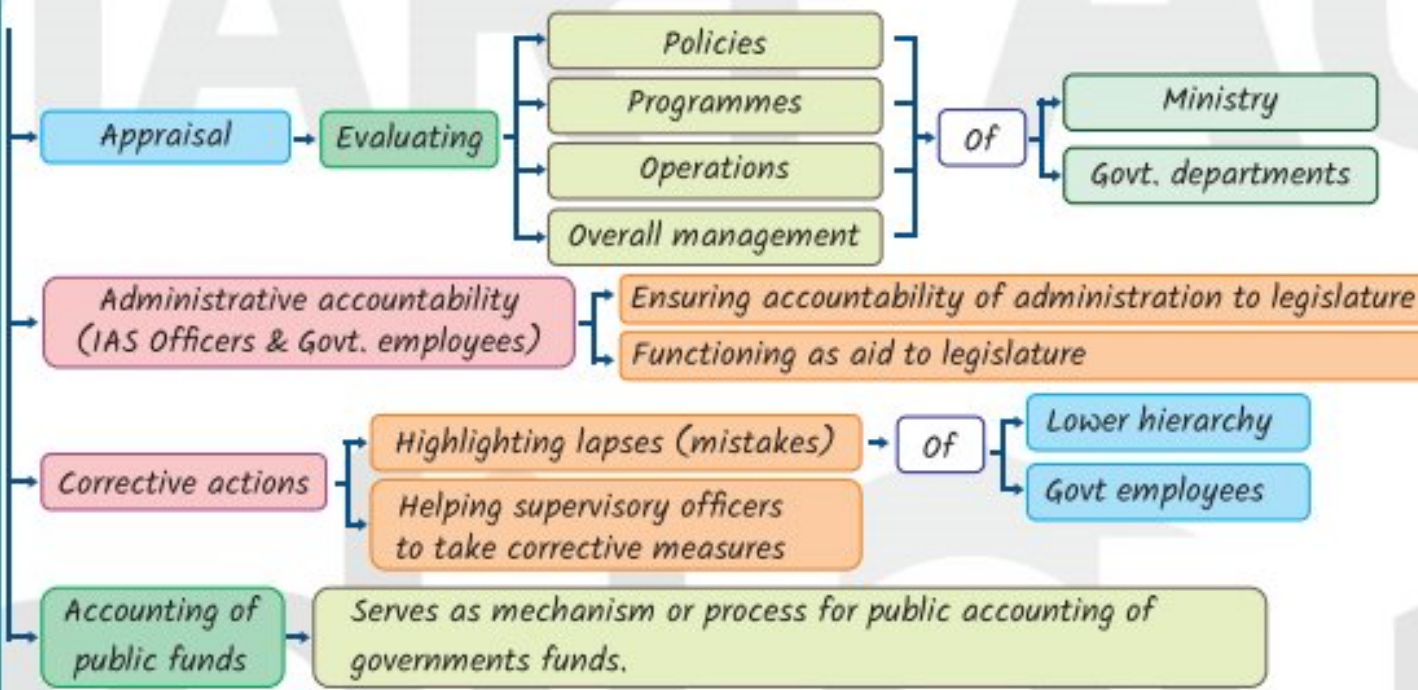 Appraisal
Evaluating
Policies
Programmes
Operations
Overall management
Of
Ministry
Govt. departments
Administrative accountability
(IAS Officers & Govt. employees)
Ensuring accountability of administration to legislature
Functioning as aid to legislature
Corrective actions
Highlighting lapses (mistakes)
Of
Lower hierarchy
Govt employees
Helping supervisory officers
to take corrective measures
Accounting of
public funds
Serves as mechanism or process for public accounting of
governments funds.